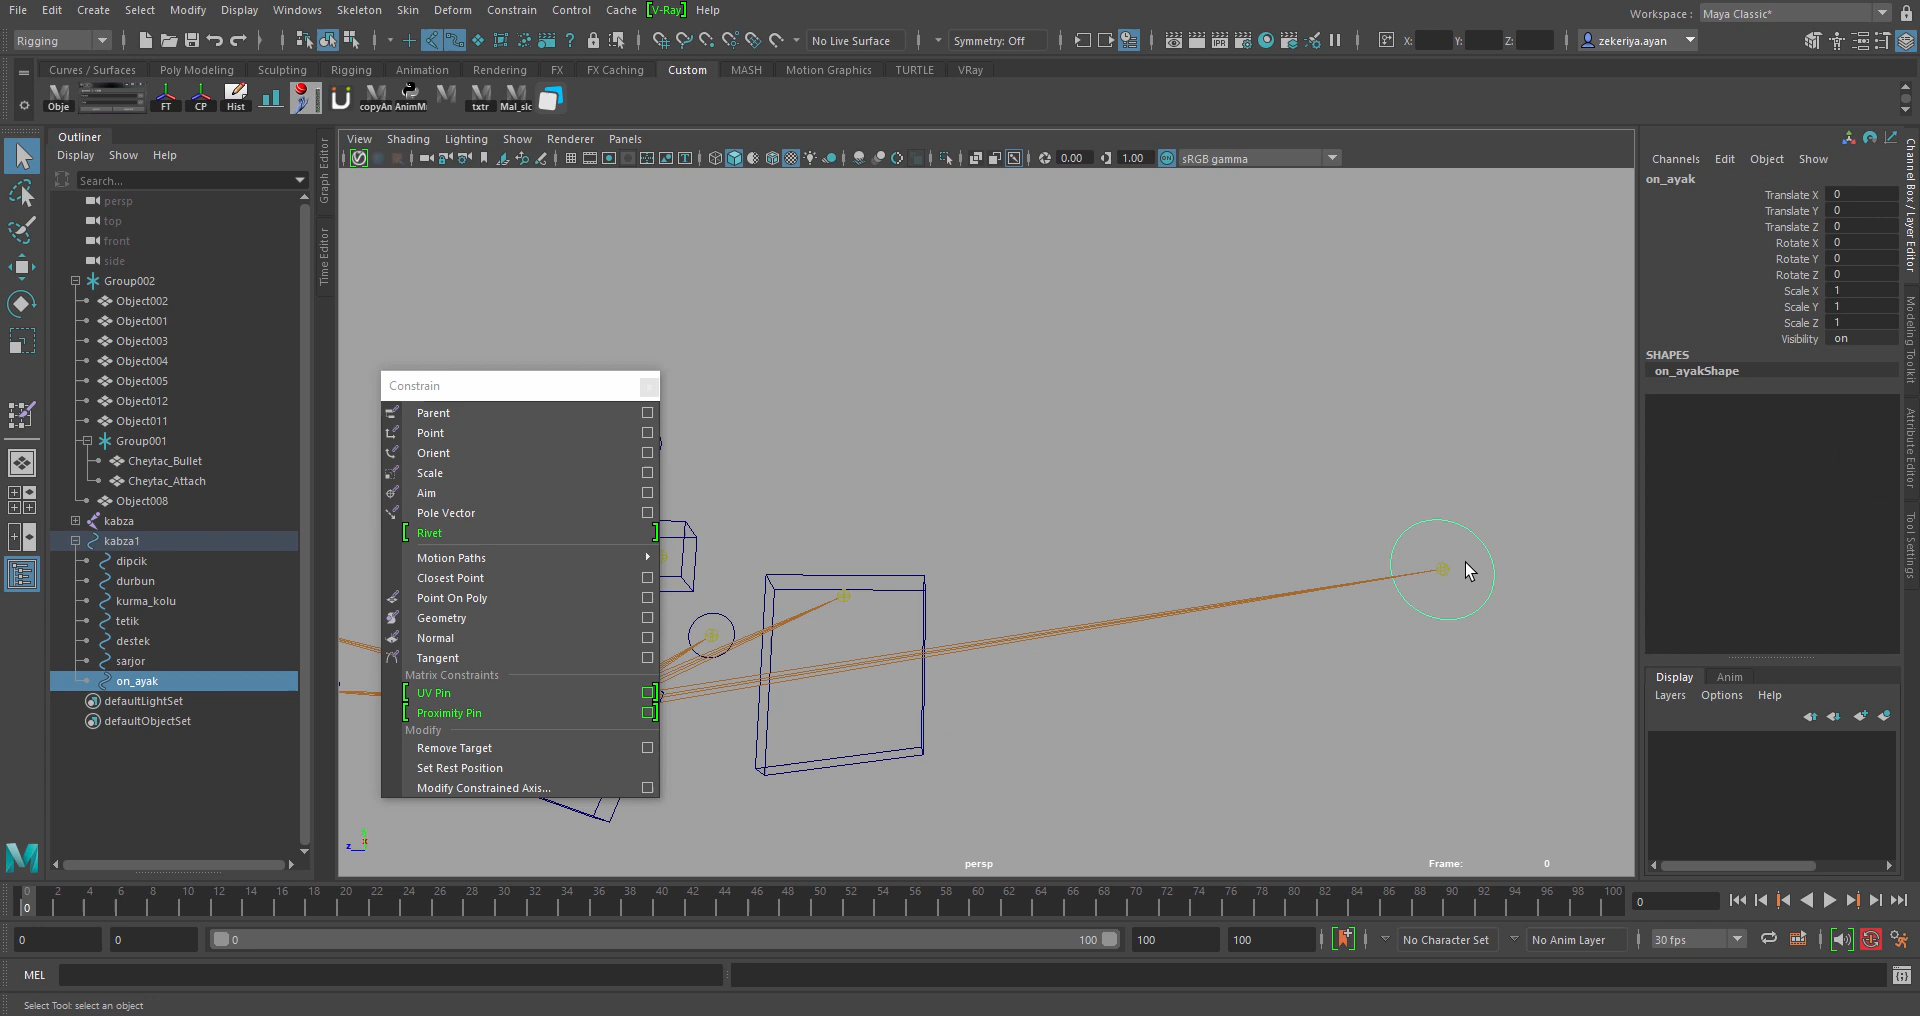 File Edit Create Select Modify Display Windows Skeleton Skin Deform Constrain Control Cache [V-Ray] Help
Workspace : Maya Classic*
Rigging
No Live Surface
Symmetry: Off
IPR
X:
Y:
Z:
zekeriya.ayan
Curves / Surfaces Poly Modeling Sculpting Rigging Animation Rendering FX FX Caching Custom MASH Motion Graphics TURTLE VRay
Obje FT CP Hist copyAn AnimM txtr Mal_slc
Outliner
Display Show Help
Search...
persp
top
front
side
Group002
Object002
Object001
Object003
Object004
Object005
Object012
Object011
Group001
Cheytac_Bullet
Cheytac_Attach
Object008
kabza
kabza1
dipcik
durbun
kurma_kolu
tetik
destek
sarjor
on_ayak
defaultLightSet
defaultObjectSet
Graph Editor
Time Editor
View Shading Lighting Show Renderer Panels
0.00
1.00
ON
sRGB gamma
Constrain
Parent
Point
Orient
Scale
Aim
Pole Vector
Rivet
Motion Paths
Closest Point
Point On Poly
Geometry
Normal
Tangent
Matrix Constraints
UV Pin
Proximity Pin
Modify
Remove Target
Set Rest Position
Modify Constrained Axis...
z
persp
Frame: 0
Channels Edit Object Show
on_ayak
Translate X 0
Translate Y 0
Translate Z 0
Rotate X 0
Rotate Y 0
Rotate Z 0
Scale X 1
Scale Y 1
Scale Z 1
Visibility on
SHAPES
on_ayakShape
Display Anim
Layers Options Help
Channel Box / Layer Editor
Modeling Toolkit
Attribute Editor
Tool Settings
0 2 4 6 8 10 12 14 16 18 20 22 24 26 28 30 32 34 36 38 40 42 44 46 48 50 52 54 56 58 60 62 64 66 68 70 72 74 76 78 80 82 84 86 88 90 92 94 96 98 100
0
0
0
0
0
100
100
100
No Character Set
No Anim Layer
30 fps
MEL
Select Tool: select an object